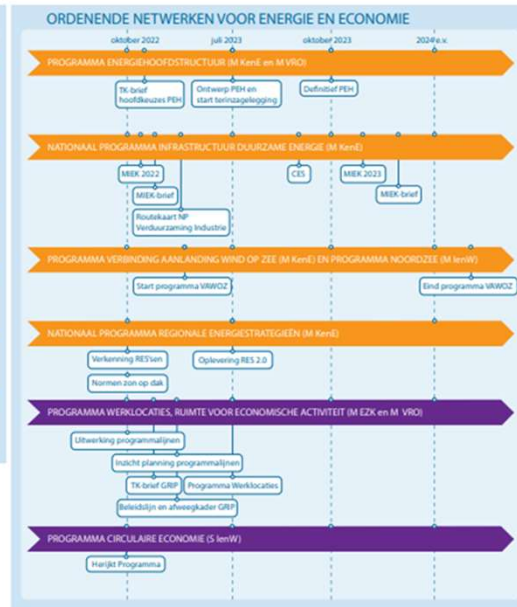 ORDENENDE NETWERKEN VOOR ENERGIE EN ECONOMIE
oktober 2022
juli 2023
oktober 2023
2024 e.v.
PROGRAMMA ENERGIEHOOFDSTRUCTUUR (M KenE en M VRO)
TK-brief
hoofdkeuzes PEH
Ontwerp PEH en
start terinzagelegging
Definitief PEH
NATIONAAL PROGRAMMA INFRASTRUCTUUR DUURZAME ENERGIE (M KenE)
MIEK 2022
CES
MIEK 2023
MIEK-brief
MIEK-brief
Routekaart NP
Verduurzaming Industrie
PROGRAMMA VERBINDING AANLANDING WIND OP ZEE (M KenE) EN PROGRAMMA NOORDZEE (M IenW)
Start programma VAWOZ
Eind programma VAWOZ
NATIONAAL PROGRAMMA REGIONALE ENERGIESTRATEGIEËN (M KenE)
Verkenning RES'sen
Oplevering RES 2.0
Normen zon op dak
PROGRAMMA WERKLOCATIES, RUIMTE VOOR ECONOMISCHE ACTIVITEIT (M EZK en M VRO)
Uitwerking programmalijnen
Inzicht planning programmalijnen
TK-brief GRIP
Programma Werklocaties
Beleidslijn en afweegkader GRIP
PROGRAMMA CIRCULAIRE ECONOMIE (S IenW)
Herijkt Programma